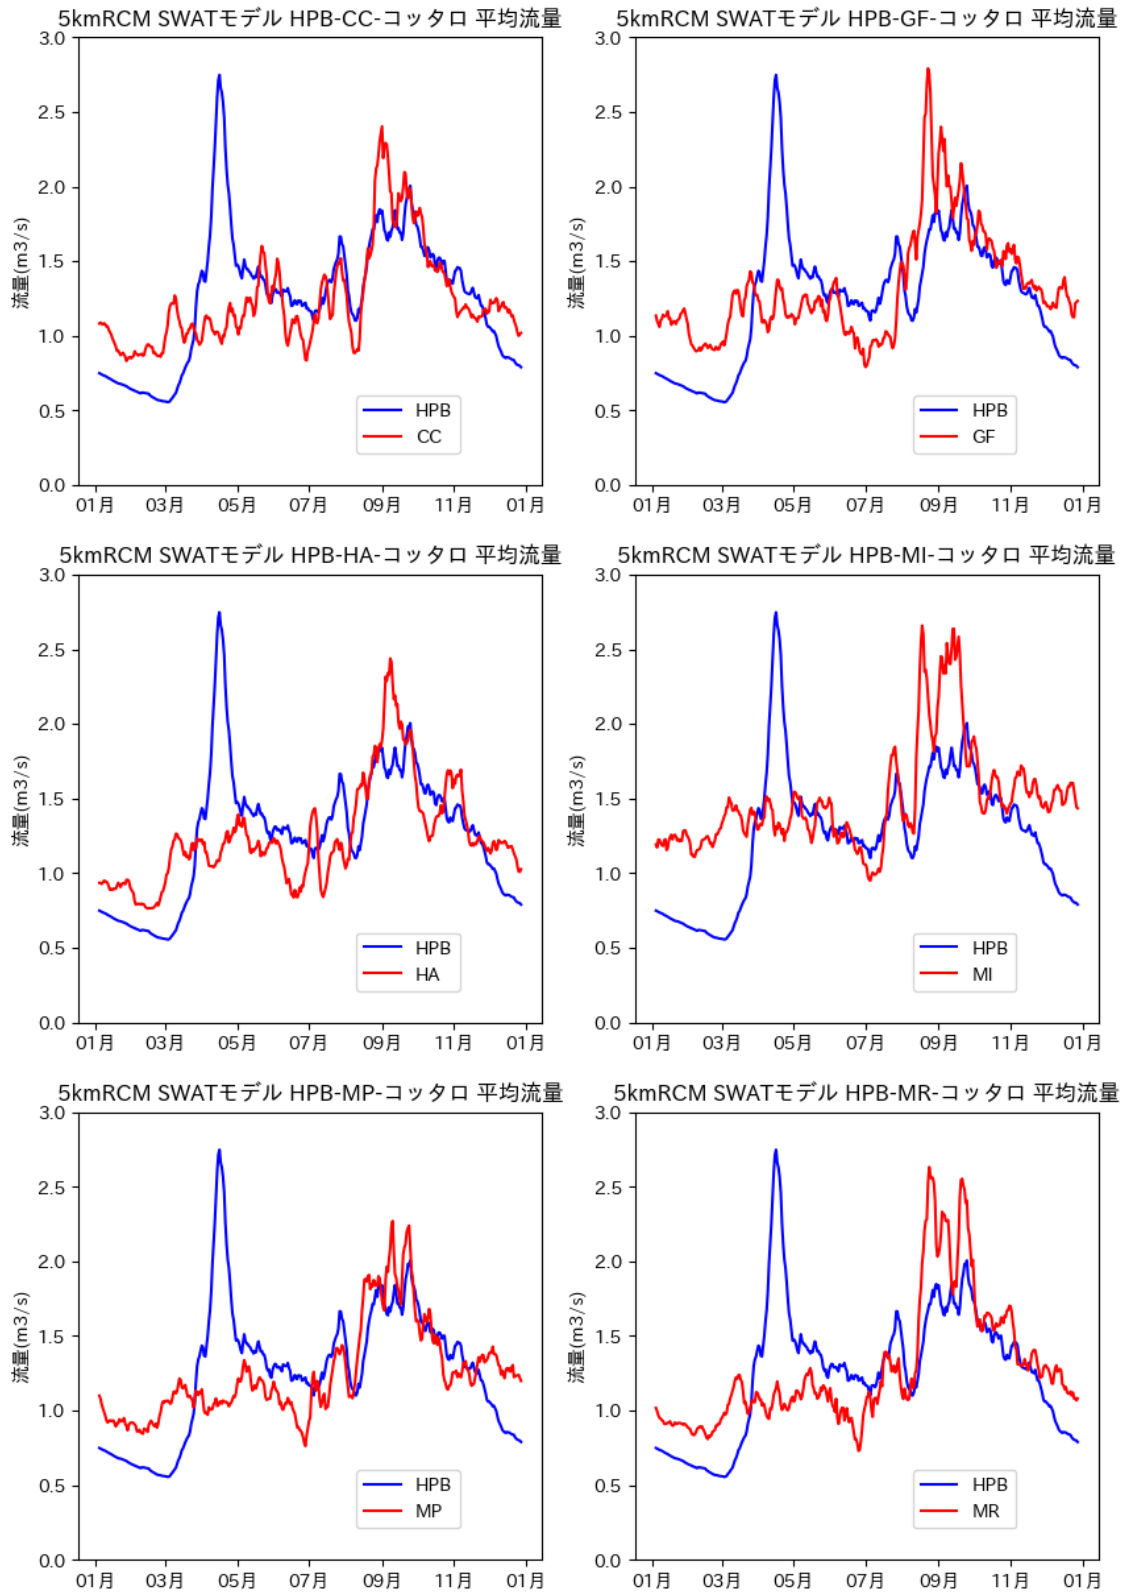 5kmRCM SWATモデル HPB-CC-コッタロ 平均流量
3.0
2.5
2.0
1.5
1.0
0.5
0.0
流量(m3/s)
01月 03月 05月 07月 09月 11月 01月
HPB
CC
5kmRCM SWATモデル HPB-GF-コッタロ 平均流量
3.0
2.5
2.0
1.5
1.0
0.5
0.0
流量(m3/s)
01月 03月 05月 07月 09月 11月 01月
HPB
GF
5kmRCM SWATモデル HPB-HA-コッタロ 平均流量
3.0
2.5
2.0
1.5
1.0
0.5
0.0
流量(m3/s)
01月 03月 05月 07月 09月 11月 01月
HPB
HA
5kmRCM SWATモデル HPB-MI-コッタロ 平均流量
3.0
2.5
2.0
1.5
1.0
0.5
0.0
流量(m3/s)
01月 03月 05月 07月 09月 11月 01月
HPB
MI
5kmRCM SWATモデル HPB-MP-コッタロ 平均流量
3.0
2.5
2.0
1.5
1.0
0.5
0.0
流量(m3/s)
01月 03月 05月 07月 09月 11月 01月
HPB
MP
5kmRCM SWATモデル HPB-MR-コッタロ 平均流量
3.0
2.5
2.0
1.5
1.0
0.5
0.0
流量(m3/s)
01月 03月 05月 07月 09月 11月 01月
HPB
MR